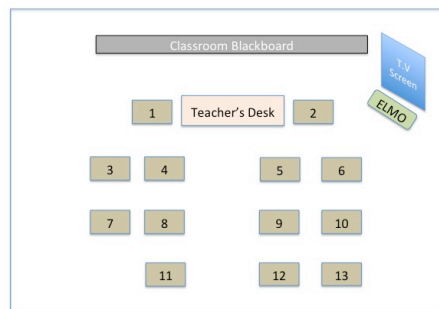 Classroom Blackboard
T.V
Screen
ELMO
1
Teacher's Desk
2
3
4
5
6
7
8
9
10
11
12
13